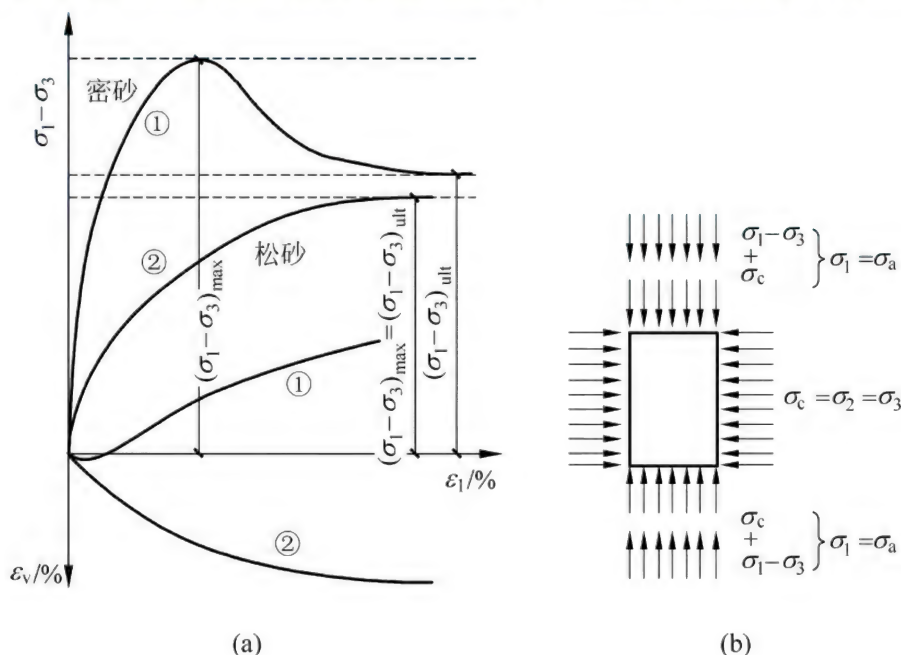 σ₁−σ₃
密砂
①
②
松砂
(σ₁−σ₃)max
(σ₁−σ₃)max=(σ₁−σ₃)ult
(σ₁−σ₃)ult
①
ε₁/%
②
εᵥ/%
(a)
σ₁−σ₃
+
σc
} σ₁=σa
σc=σ₂=σ₃
σc
+
σ₁−σ₃
} σ₁=σa
(b)